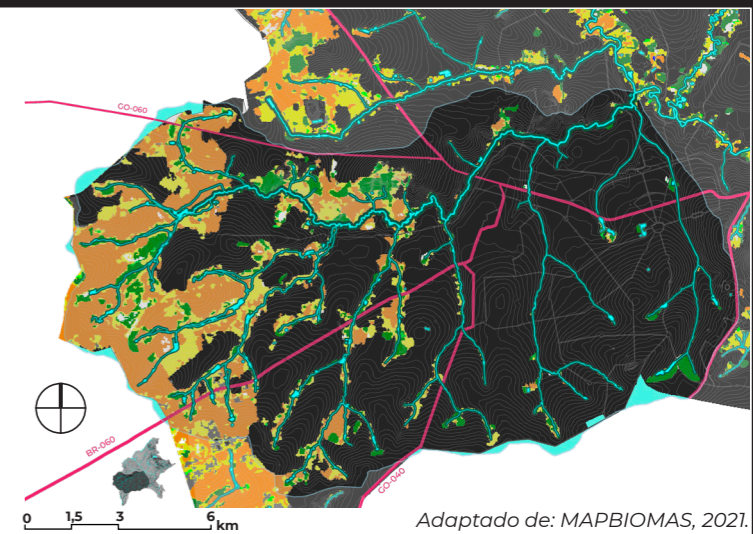 GO-060
BR-060
GO-040
0 1,5 3 6 km
Adaptado de: MAPBIOMAS, 2021.